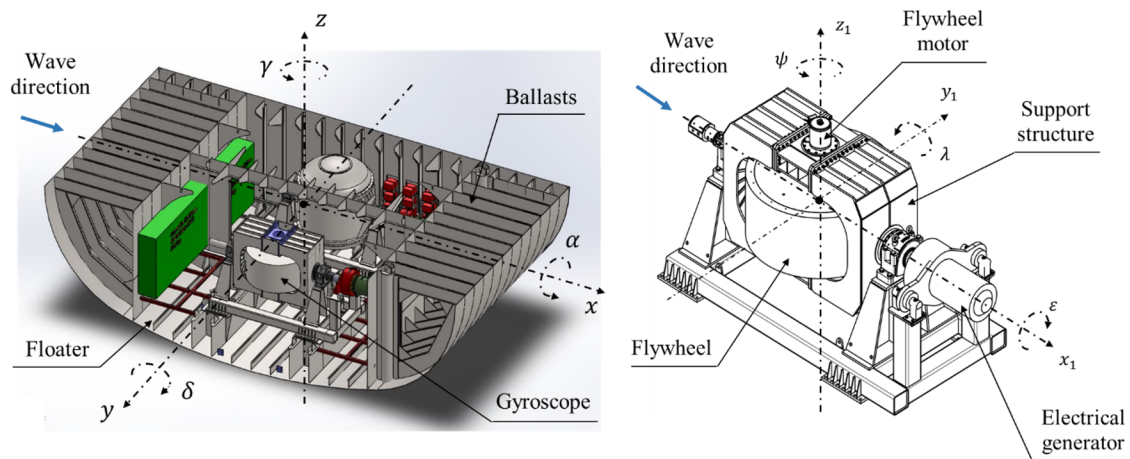 z
γ
Wave
direction
Ballasts
α
x
Floater
y
δ
Gyroscope
z₁
ψ
Flywheel
motor
Wave
direction
y₁
λ
Support
structure
Flywheel
ε
x₁
Electrical
generator